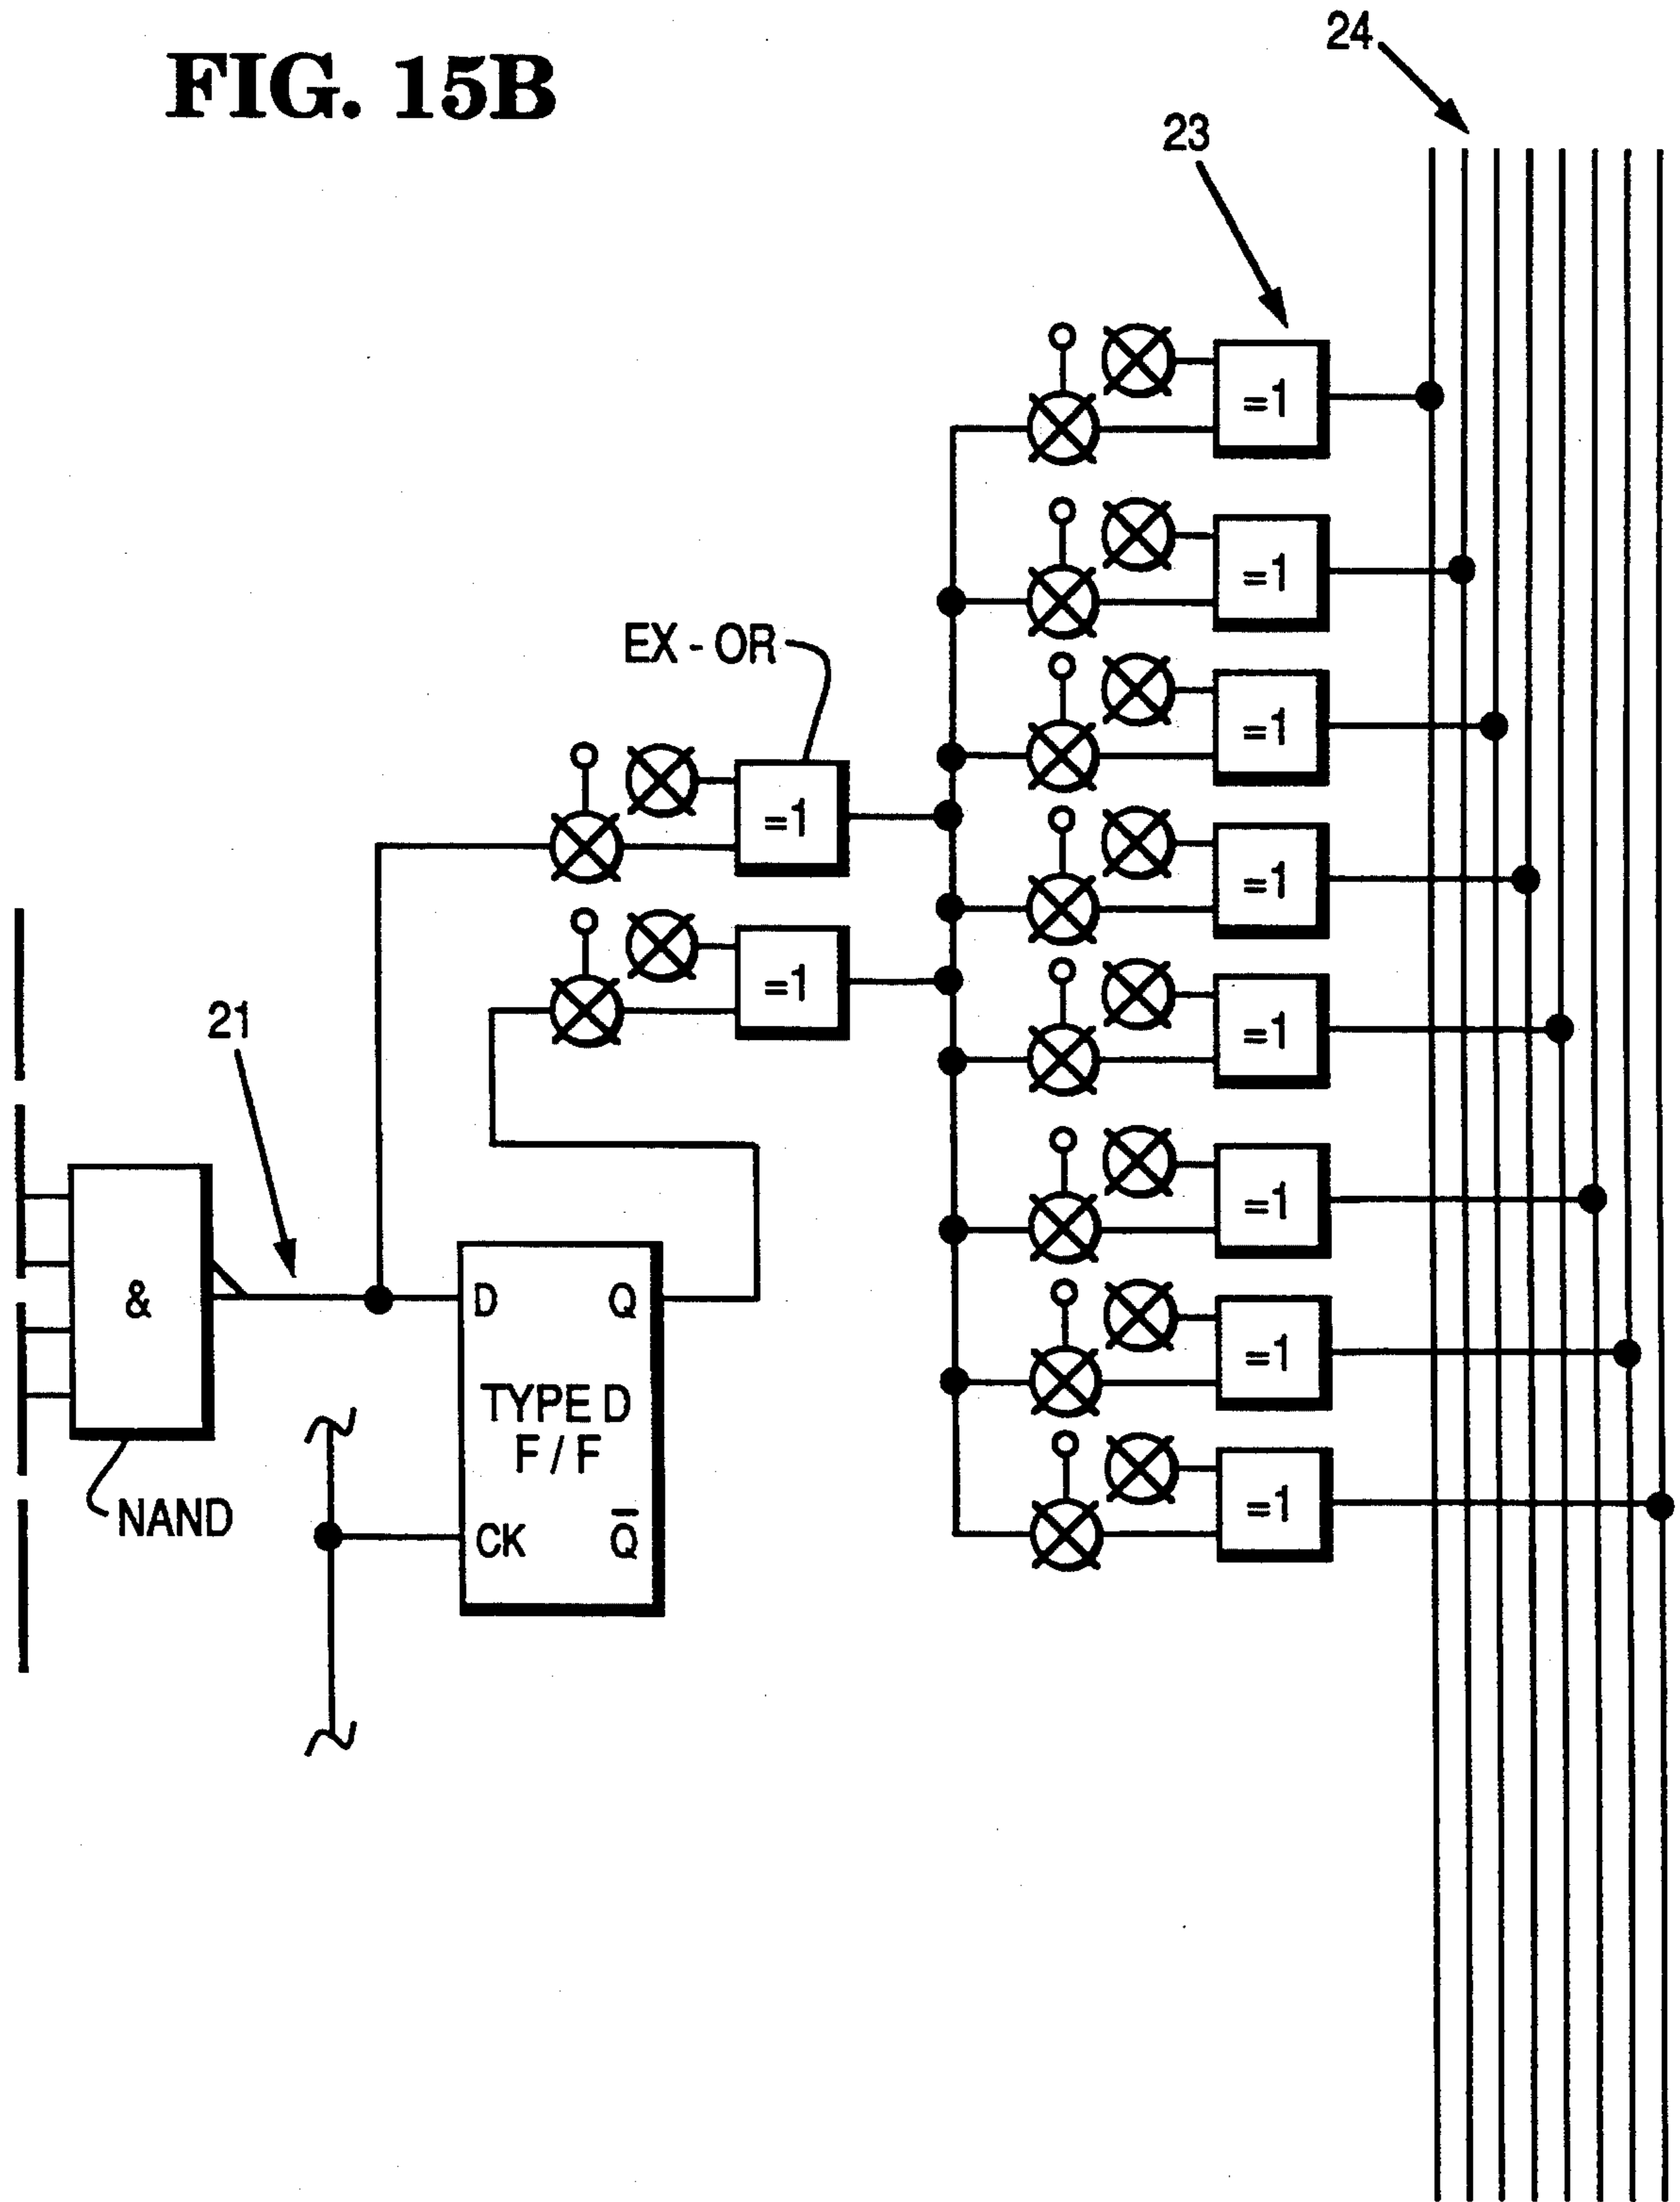 FIG. 15B
24
23
=1
=1
EX - OR
=1
=1
=1
=1
=1
21
=1
&
D Q
=1
=1
TYPE D
F / F
NAND
CK Q̅
=1